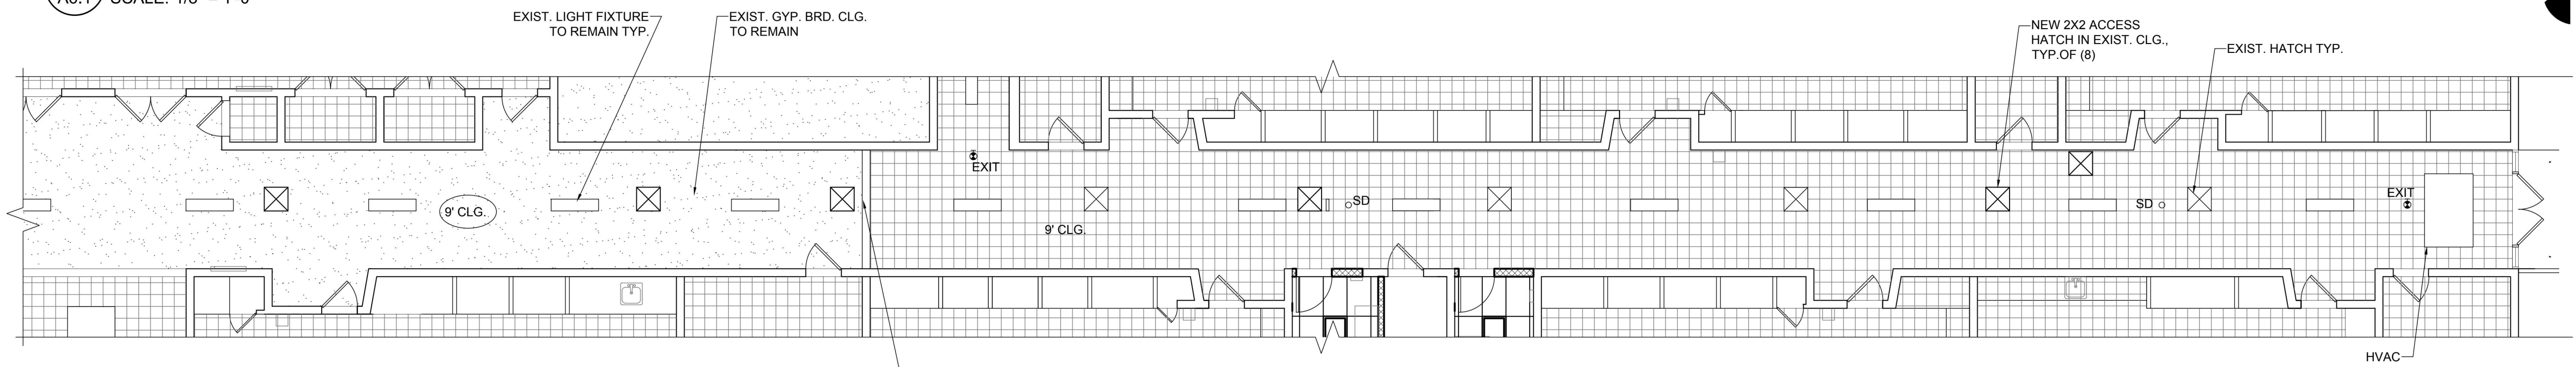 SCALE: 1/8" = 1'-0"
EXIST. LIGHT FIXTURE
TO REMAIN TYP.
EXIST. GYP. BRD. CLG.
TO REMAIN
NEW 2X2 ACCESS
HATCH IN EXIST. CLG.,
TYP.OF (8)
EXIST. HATCH TYP.
EXIT
9' CLG.
SD
9' CLG.
SD
EXIT
HVAC